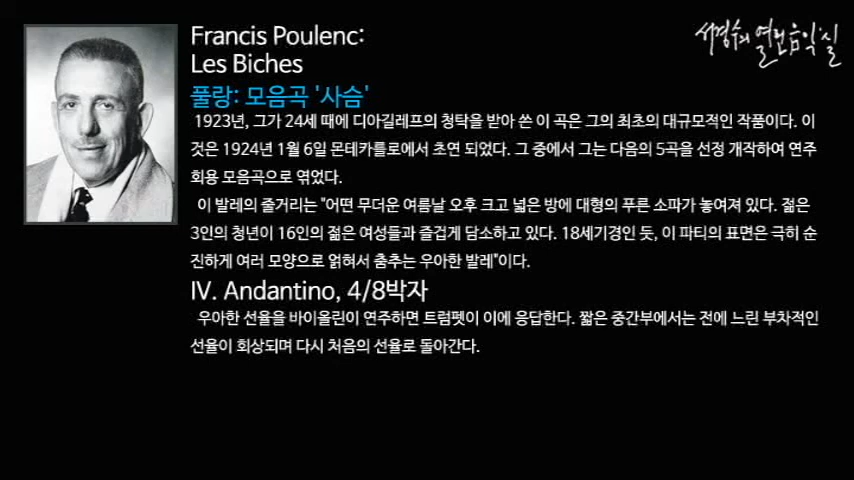 서경수의 열린음악실
Francis Poulenc:
Les Biches
풀랑: 모음곡 '사슴'
1923년, 그가 24세 때에 디아길레프의 청탁을 받아 쓴 이 곡은 그의 최초의 대규모적인 작품이다. 이
것은 1924년 1월 6일 몬테카를로에서 초연 되었다. 그 중에서 그는 다음의 5곡을 선정 개작하여 연주
회용 모음곡으로 엮었다.
이 발레의 줄거리는 "어떤 무더운 여름날 오후 크고 넓은 방에 대형의 푸른 소파가 놓여져 있다. 젊은
3인의 청년이 16인의 젊은 여성들과 즐겁게 담소하고 있다. 18세기경인 듯, 이 파티의 표면은 극히 순
진하게 여러 모양으로 얽혀서 춤추는 우아한 발레"이다.
IV. Andantino, 4/8박자
우아한 선율을 바이올린이 연주하면 트럼펫이 이에 응답한다. 짧은 중간부에서는 전에 느린 부차적인
선율이 회상되며 다시 처음의 선율로 돌아간다.